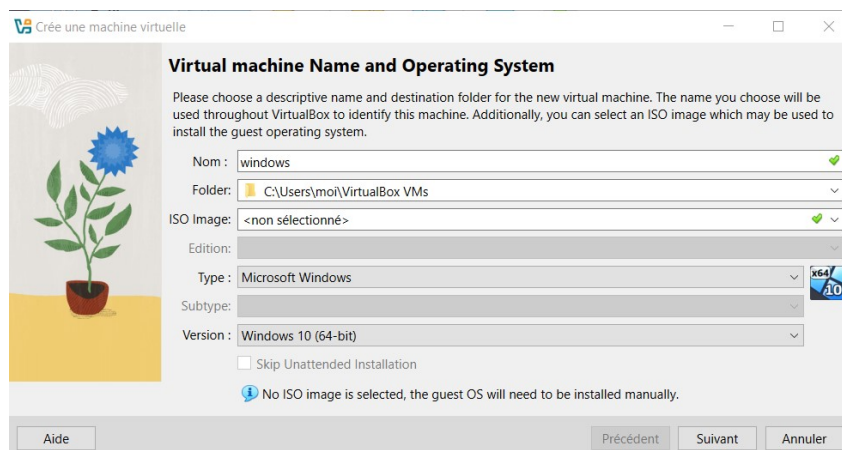 Crée une machine virtuelle
Virtual machine Name and Operating System
Please choose a descriptive name and destination folder for the new virtual machine. The name you choose will be
used throughout VirtualBox to identify this machine. Additionally, you can select an ISO image which may be used to
install the guest operating system.
Nom : windows
Folder: C:\Users\moi\VirtualBox VMs
ISO Image: <non sélectionné>
Edition:
Type : Microsoft Windows
x64
10
Subtype:
Version : Windows 10 (64-bit)
Skip Unattended Installation
No ISO image is selected, the guest OS will need to be installed manually.
Aide Précédent Suivant Annuler